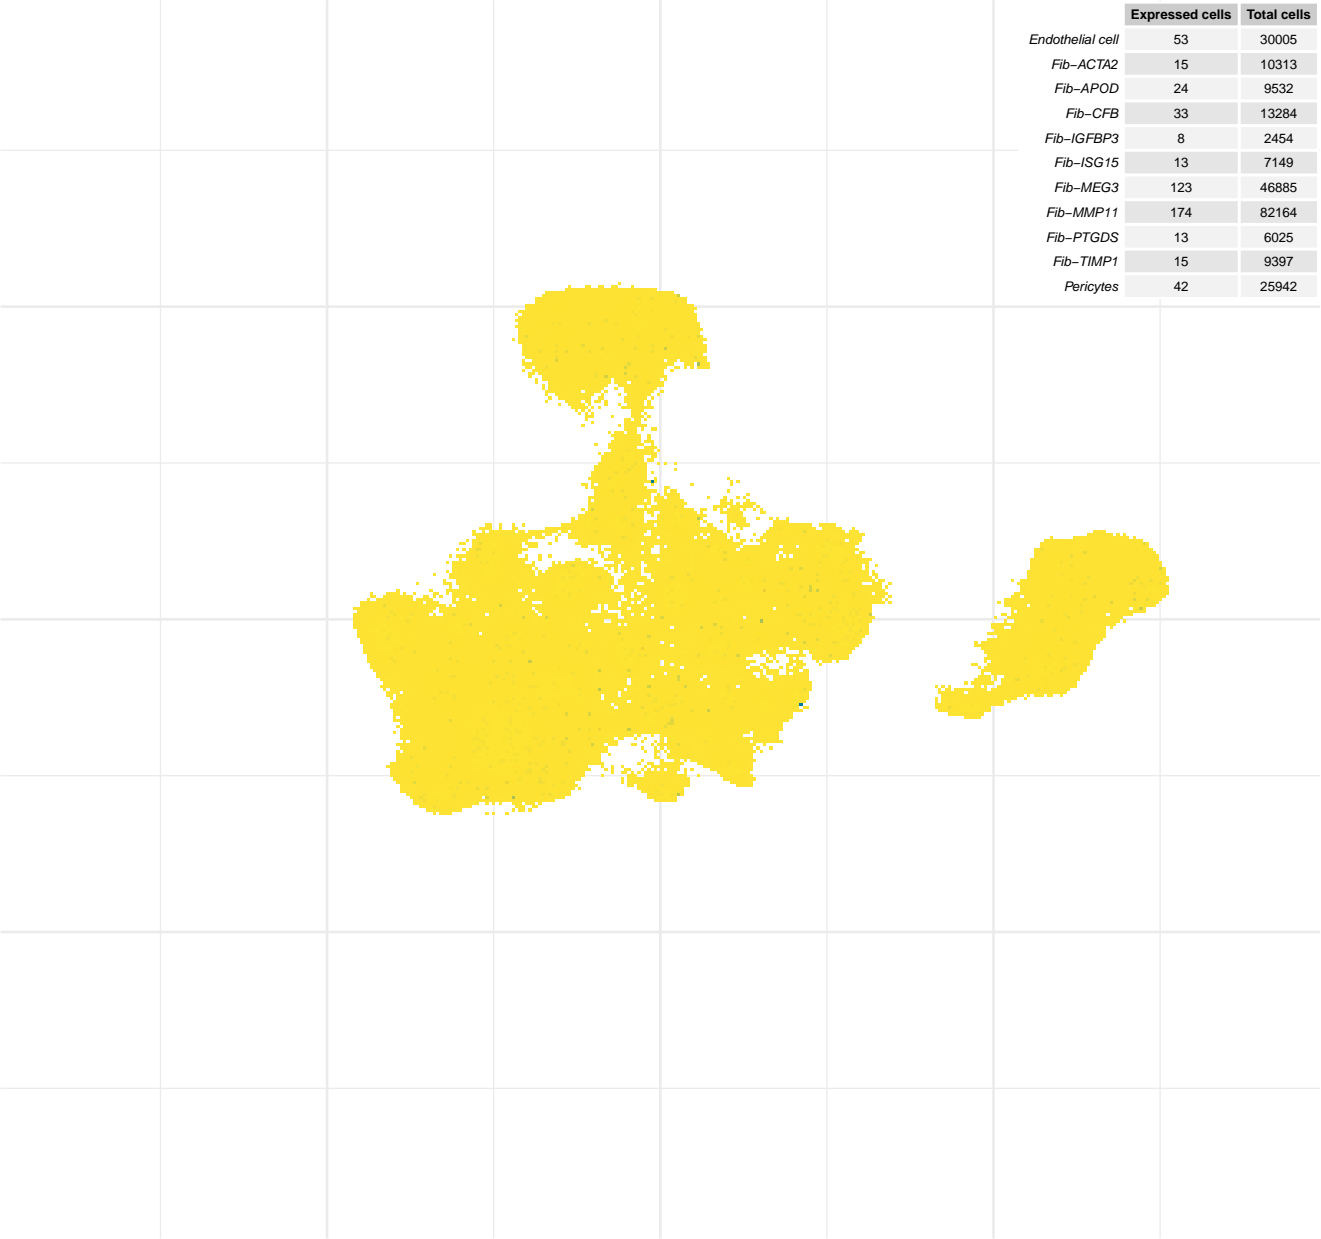 Expressed cells Total cells
Endothelial cell 53 30005
Fib−ACTA2 15 10313
Fib−APOD 24 9532
Fib−CFB 33 13284
Fib−IGFBP3 8 2454
Fib−ISG15 13 7149
Fib−MEG3 123 46885
Fib−MMP11 174 82164
Fib−PTGDS 13 6025
Fib−TIMP1 15 9397
Pericytes 42 25942